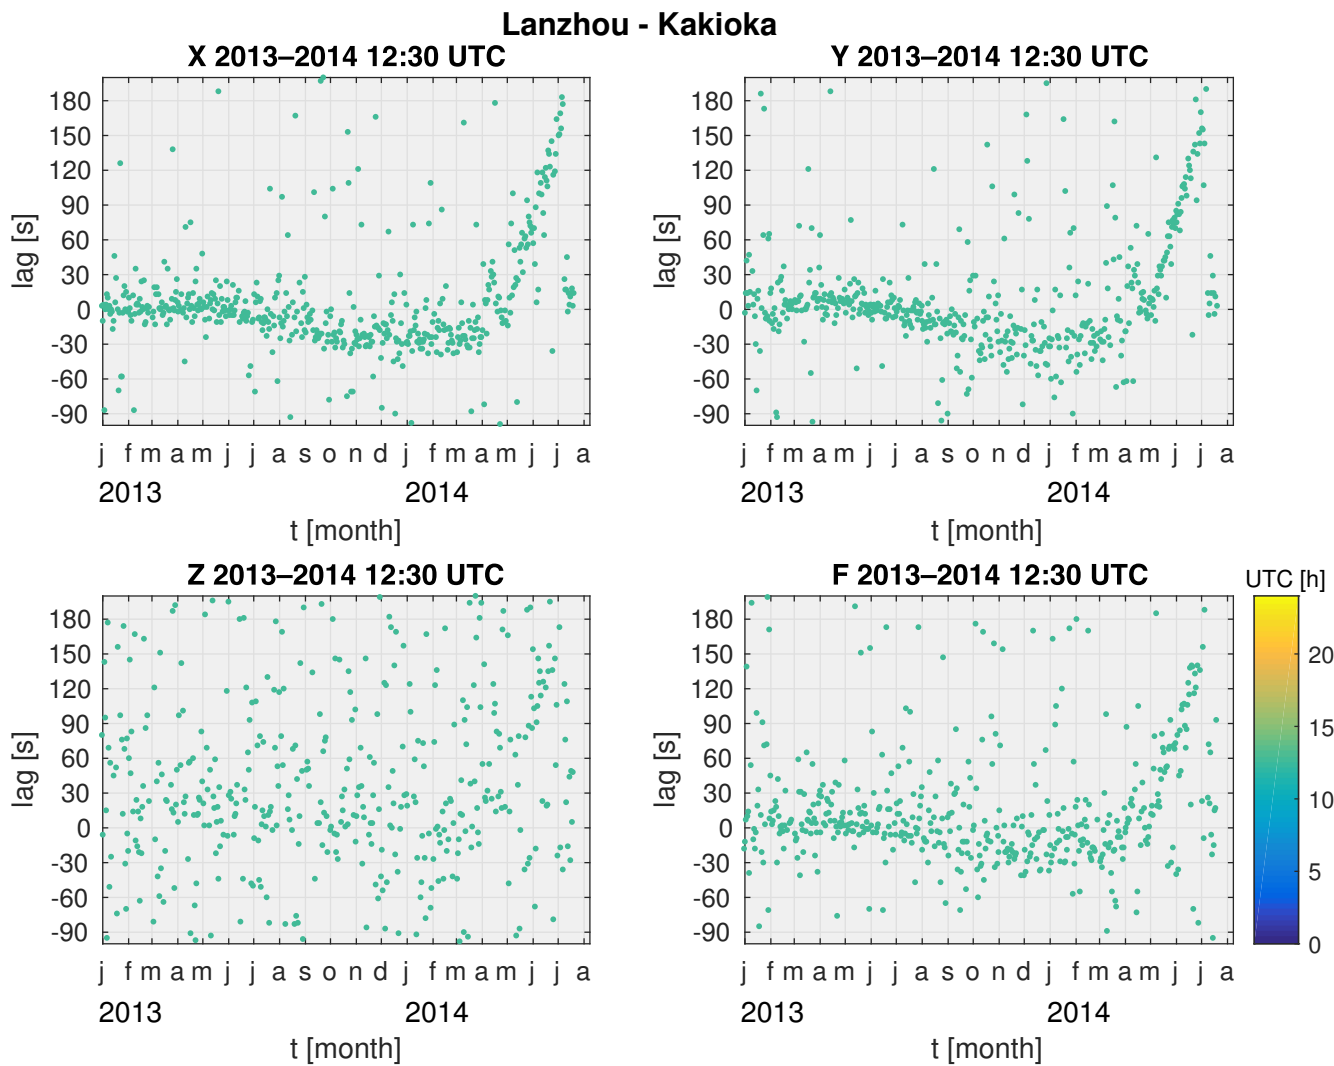 Lanzhou - Kakioka
X 2013–2014 12:30 UTC
lag [s]
180
150
120
90
60
30
0
-30
-60
-90
j f m a m j j a s o n d j f m a m j j a
2013 2014
t [month]
Y 2013–2014 12:30 UTC
lag [s]
180
150
120
90
60
30
0
-30
-60
-90
j f m a m j j a s o n d j f m a m j j a
2013 2014
t [month]
Z 2013–2014 12:30 UTC
lag [s]
180
150
120
90
60
30
0
-30
-60
-90
j f m a m j j a s o n d j f m a m j j a
2013 2014
t [month]
F 2013–2014 12:30 UTC
lag [s]
180
150
120
90
60
30
0
-30
-60
-90
j f m a m j j a s o n d j f m a m j j a
2013 2014
t [month]
UTC [h]
20
15
10
5
0